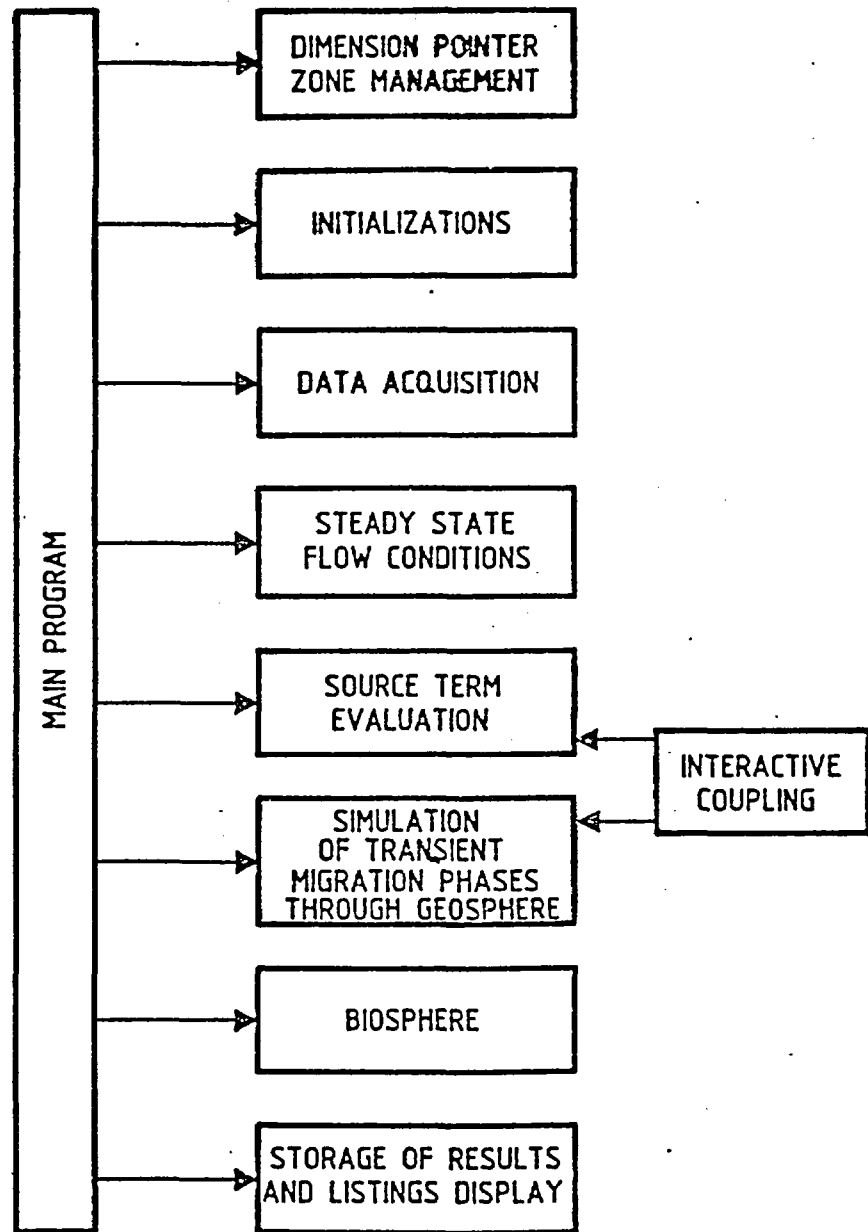 DIMENSION POINTER
ZONE MANAGEMENT
INITIALIZATIONS
DATA ACQUISITION
STEADY STATE
FLOW CONDITIONS
MAIN PROGRAM
SOURCE TERM
EVALUATION
INTERACTIVE
COUPLING
SIMULATION
OF TRANSIENT
MIGRATION PHASES
THROUGH GEOSPHERE
BIOSPHERE
STORAGE OF RESULTS
AND LISTINGS DISPLAY